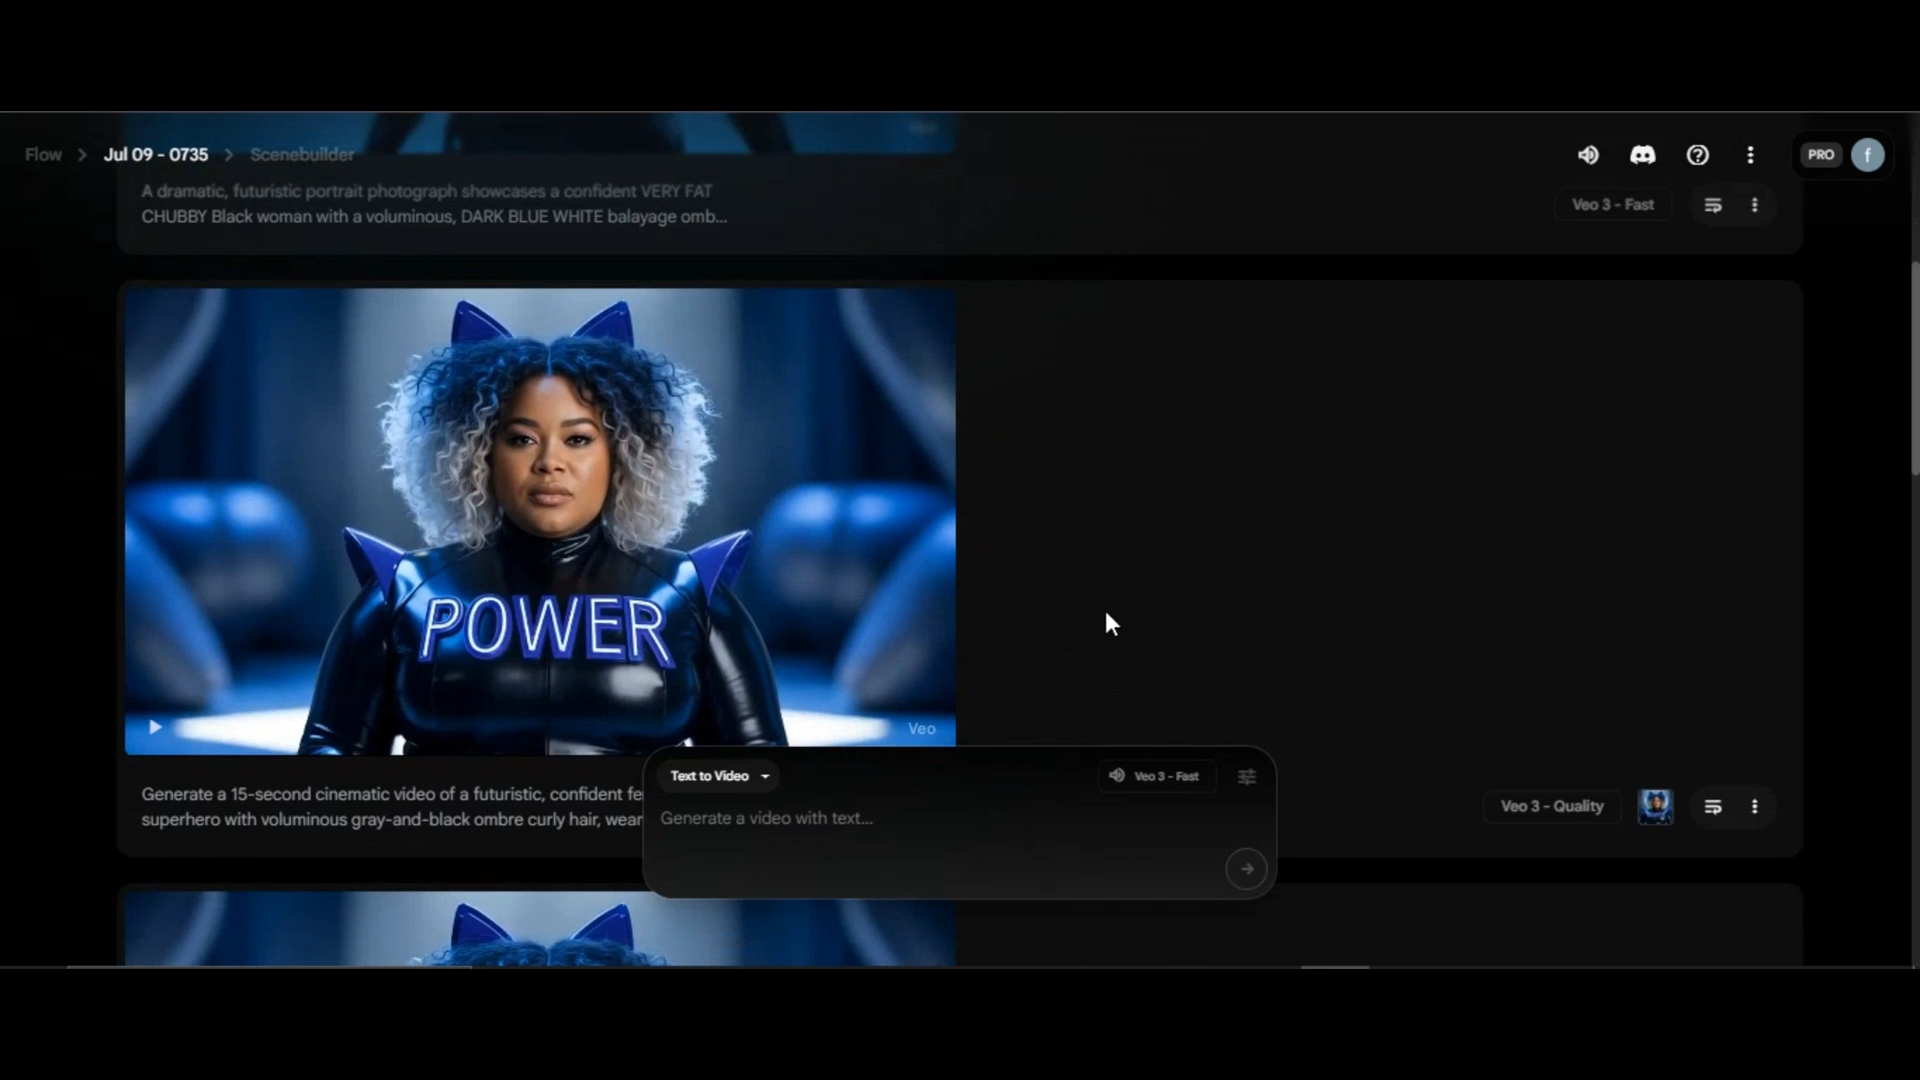 Flow > Jul 09 - 0735 > Scenebuilder
PRO
f
A dramatic, futuristic portrait photograph showcases a confident VERY FAT
CHUBBY Black woman with a voluminous, DARK BLUE WHITE balayage omb...
Veo 3 - Fast
POWER
Veo
Generate a 15-second cinematic video of a futuristic, confident fe
superhero with voluminous gray-and-black ombre curly hair, wear
Veo 3 - Quality
Text to Video
Veo 3 - Fast
Generate a video with text...